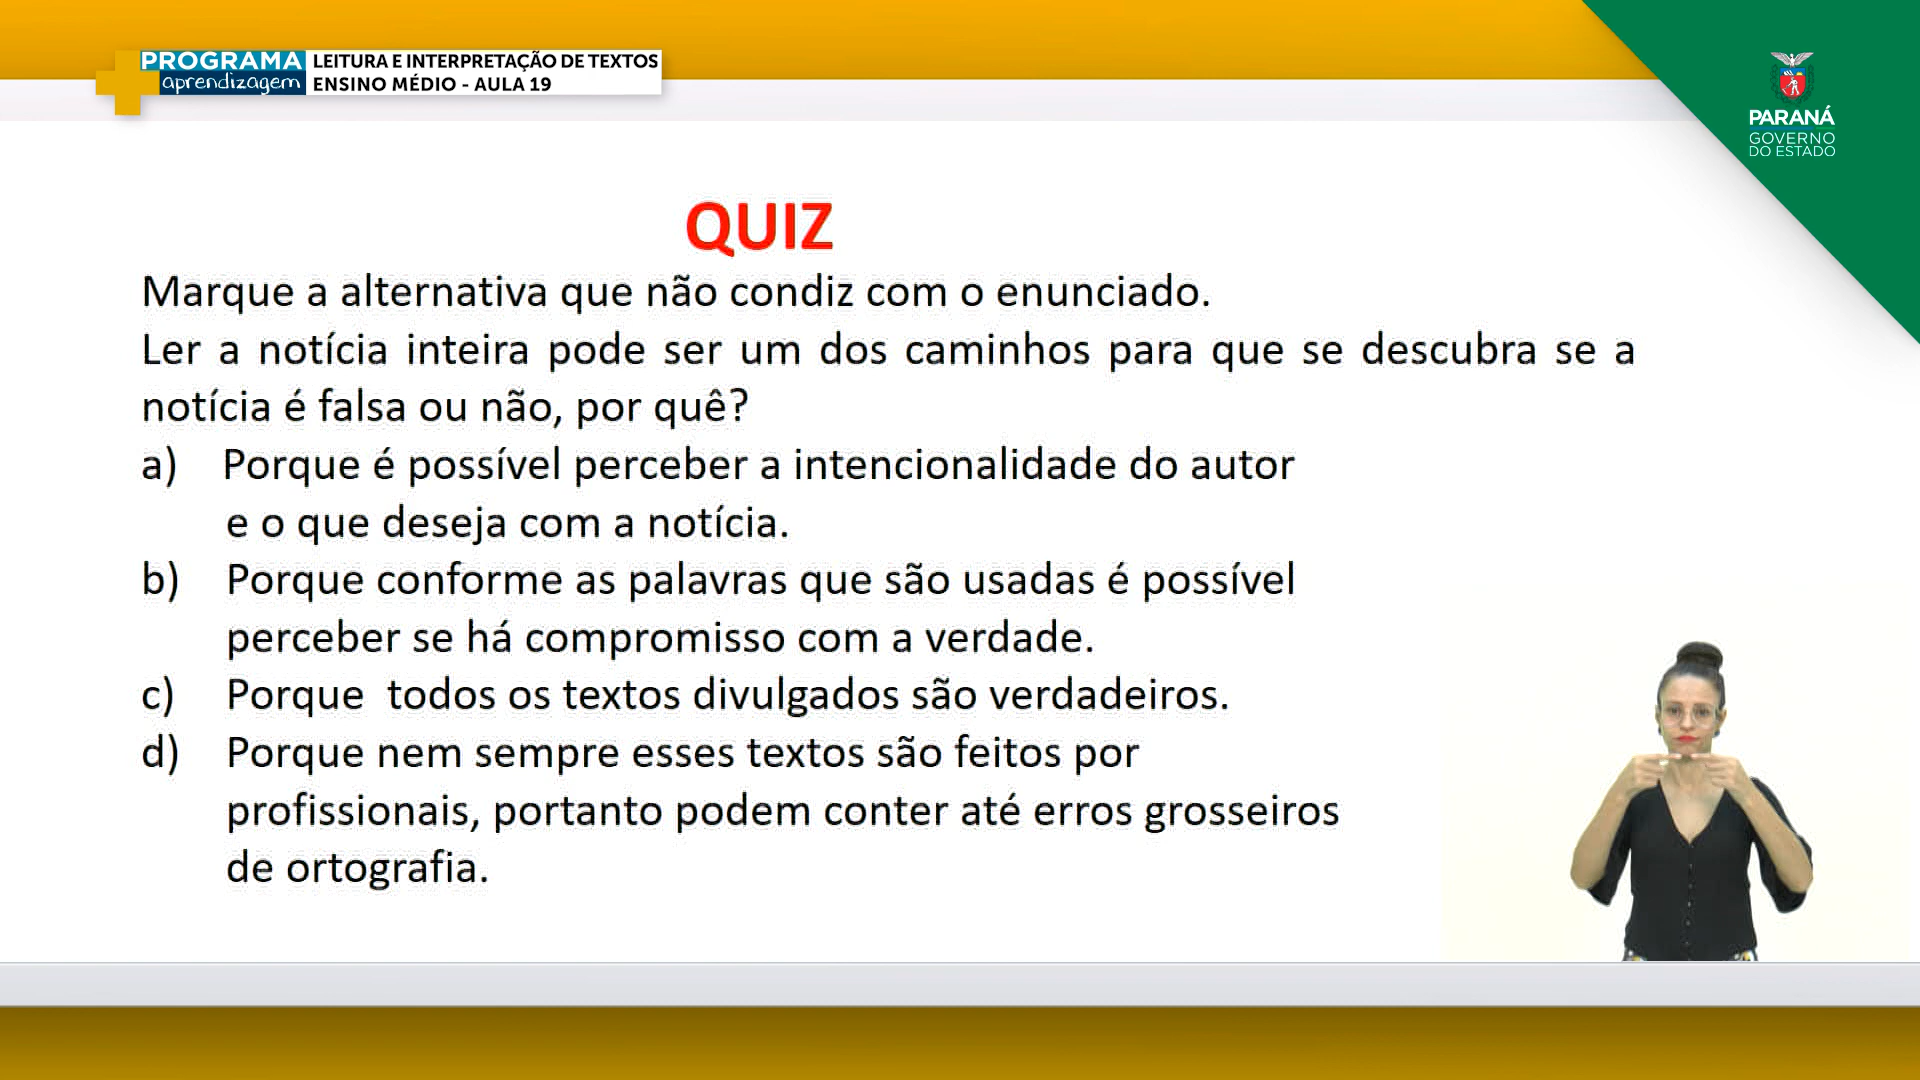 PROGRAMA
aprendizagem
LEITURA E INTERPRETAÇÃO DE TEXTOS
ENSINO MÉDIO - AULA 19
PARANÁ
GOVERNO
DO ESTADO
QUIZ
Marque a alternativa que não condiz com o enunciado.
Ler a notícia inteira pode ser um dos caminhos para que se descubra se a
notícia é falsa ou não, por quê?
a) Porque é possível perceber a intencionalidade do autor
e o que deseja com a notícia.
b) Porque conforme as palavras que são usadas é possível
perceber se há compromisso com a verdade.
c) Porque todos os textos divulgados são verdadeiros.
d) Porque nem sempre esses textos são feitos por
profissionais, portanto podem conter até erros grosseiros
de ortografia.